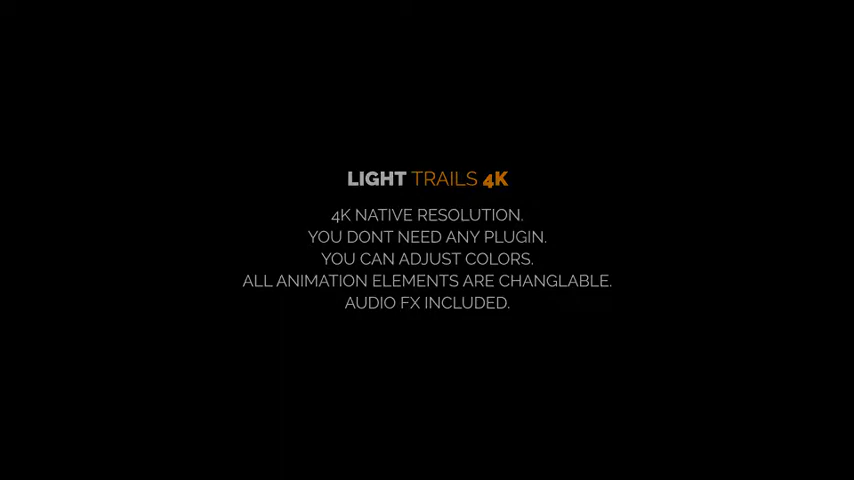 LIGHT TRAILS 4K
4K NATIVE RESOLUTION.
YOU DONT NEED ANY PLUGIN.
YOU CAN ADJUST COLORS.
ALL ANIMATION ELEMENTS ARE CHANGLABLE.
AUDIO FX INCLUDED.